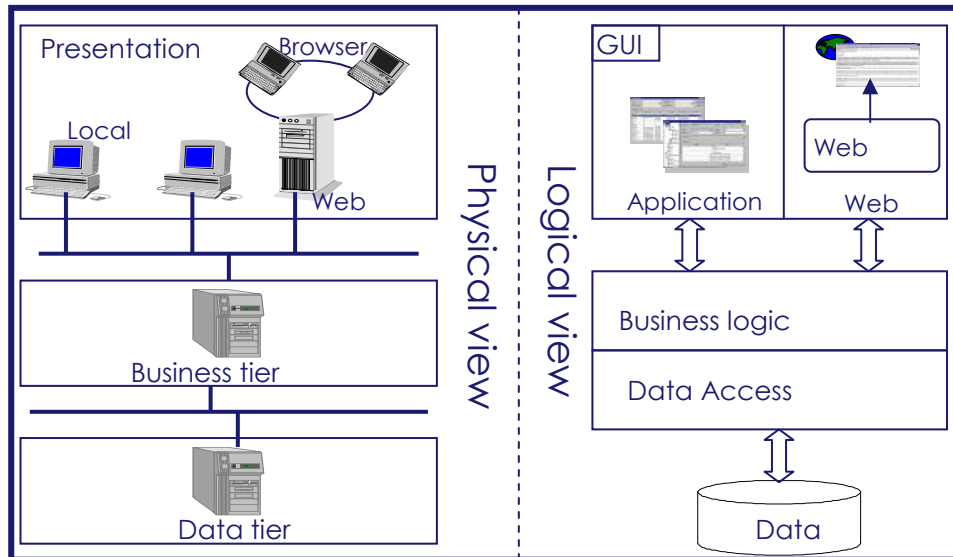 Presentation
Browser
Local
Web
Business tier
Data tier
Physical view
Logical view
GUI
Web
Application
Web
Business logic
Data Access
Data